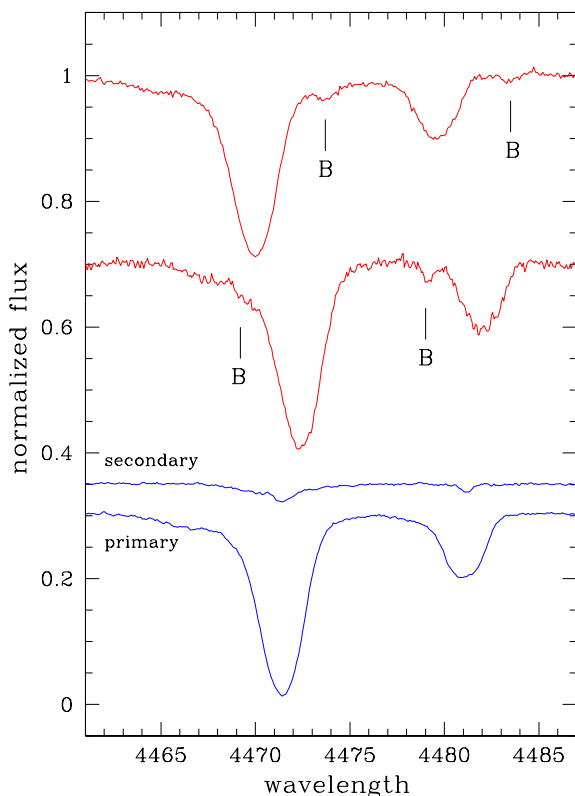 1
B
B
0.8
normalized flux
0.6
B
B
0.4
secondary
primary
0.2
0
4465 4470 4475 4480 4485
wavelength